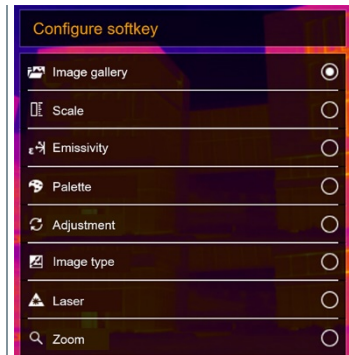 Configure softkey
Image gallery
Scale
Emissivity
Palette
Adjustment
Image type
Laser
Zoom